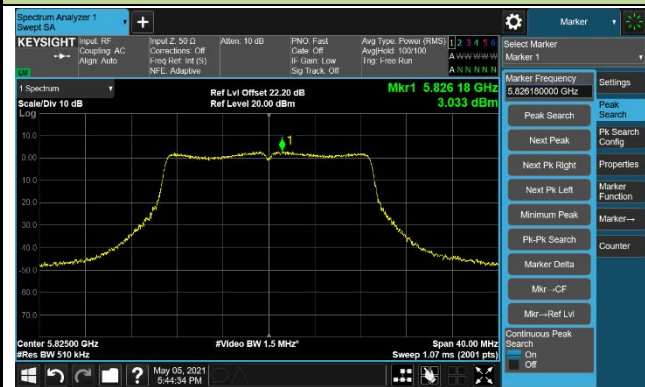 Spectrum Analyzer 1
Swept SA
Marker
KEYSIGHT
Input: RF
Coupling: AC
Align: Auto
Input Z: 50 Ω
Corrections: Off
Freq Ref: Int (S)
NFE: Adaptive
Atten: 10 dB
PNO: Fast
Gate: Off
IF Gain: Low
Sig Track: Off
Avg Type: Power (RMS)
Avg|Hold: 100/100
Trig: Free Run
1 2 3 4 5 6
A W W W W W
A N N N N N
LM
Select Marker
Marker 1
1 Spectrum
Scale/Div 10 dB
Log
Ref Lvl Offset 22.20 dB
Ref Level 20.00 dBm
Mkr1 5.826 18 GHz
3.033 dBm
10.0
0.00
-10.0
-20.0
-30.0
-40.0
-50.0
-60.0
-70.0
1
Center 5.82500 GHz
#Res BW 510 kHz
#Video BW 1.5 MHz*
Span 40.00 MHz
Sweep 1.07 ms (2001 pts)
Marker Frequency
5.826180000 GHz
Peak Search
Next Peak
Next Pk Right
Next Pk Left
Minimum Peak
Pk-Pk Search
Marker Delta
Mkr→CF
Mkr→Ref Lvl
Continuous Peak
Search
On
Off
Settings
Peak
Search
Pk Search
Config
Properties
Marker
Function
Marker→
Counter
May 05, 2021
5:44:34 PM